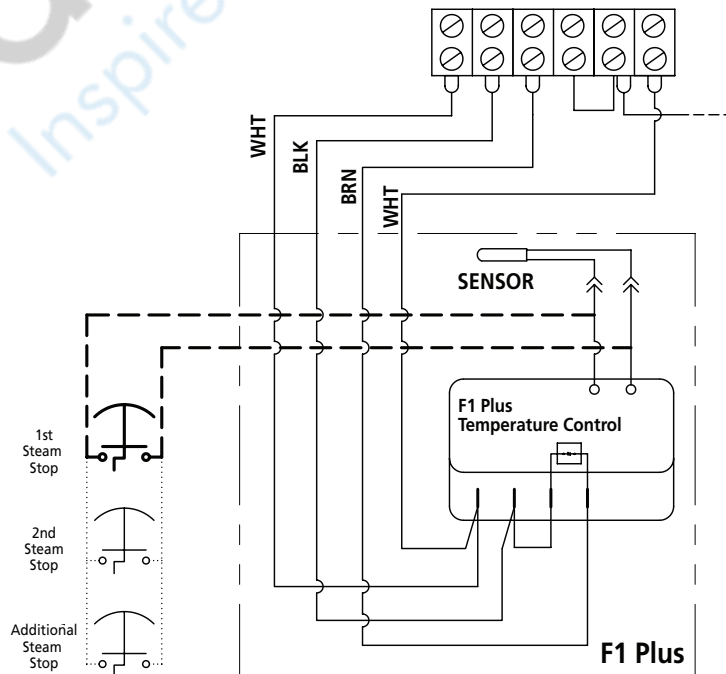 Inspire
WHT
BLK
BRN
WHT
SENSOR
F1 Plus
Temperature Control
1st
Steam
Stop
2nd
Steam
Stop
Additional
Steam
Stop
F1 Plus